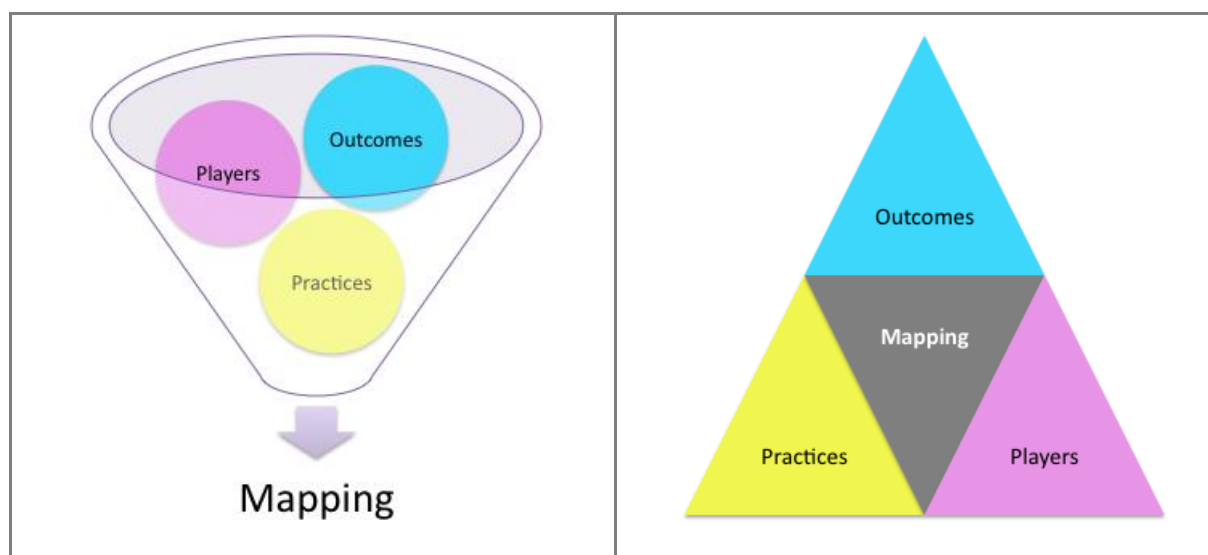 Outcomes
Players
Practices
Mapping
Outcomes
Mapping
Practices
Players